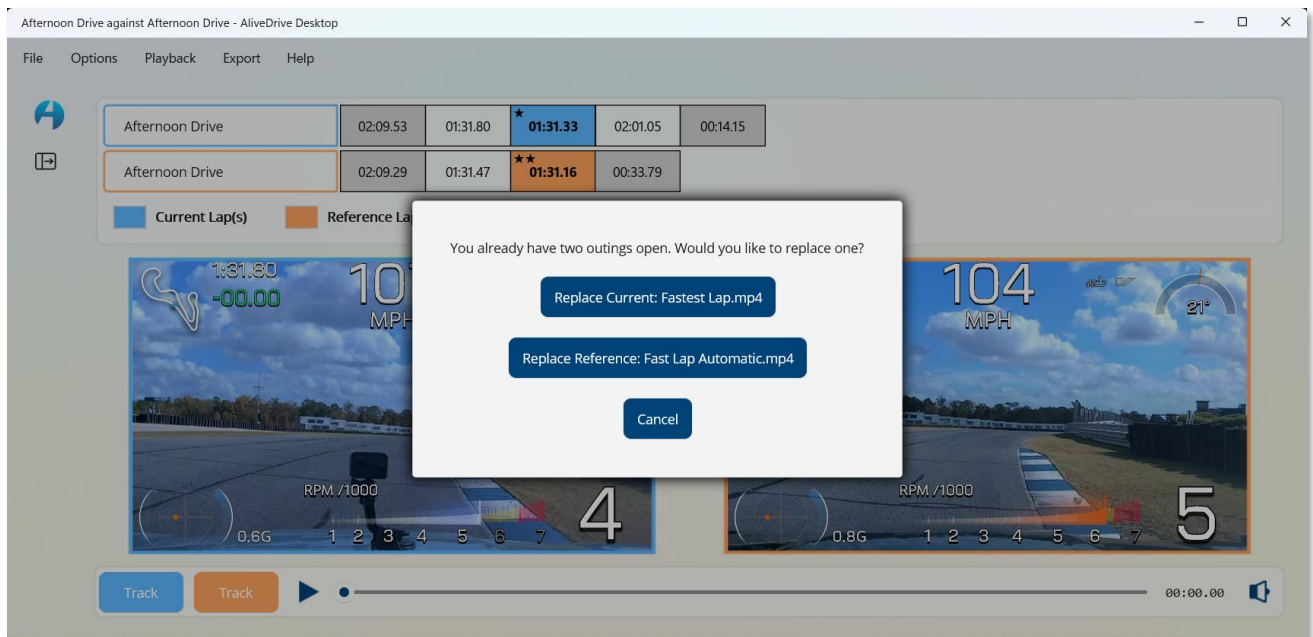 Afternoon Drive against Afternoon Drive - AliveDrive Desktop
File Options Playback Export Help
Afternoon Drive 02:09.53 01:31.80 ★ 01:31.33 02:01.05 00:14.15
Afternoon Drive 02:09.29 01:31.47 ★★ 01:31.16 00:33.79
Current Lap(s) Reference La
You already have two outings open. Would you like to replace one?
Replace Current: Fastest Lap.mp4
Replace Reference: Fast Lap Automatic.mp4
Cancel
1:31.80
-00.00
10
MPH
RPM /1000
0.6G 1 2 3 4 5 6 7 4
104
MPH
21°
RPM /1000
0.8G 1 2 3 4 5 6 7 5
Track Track 00:00.00